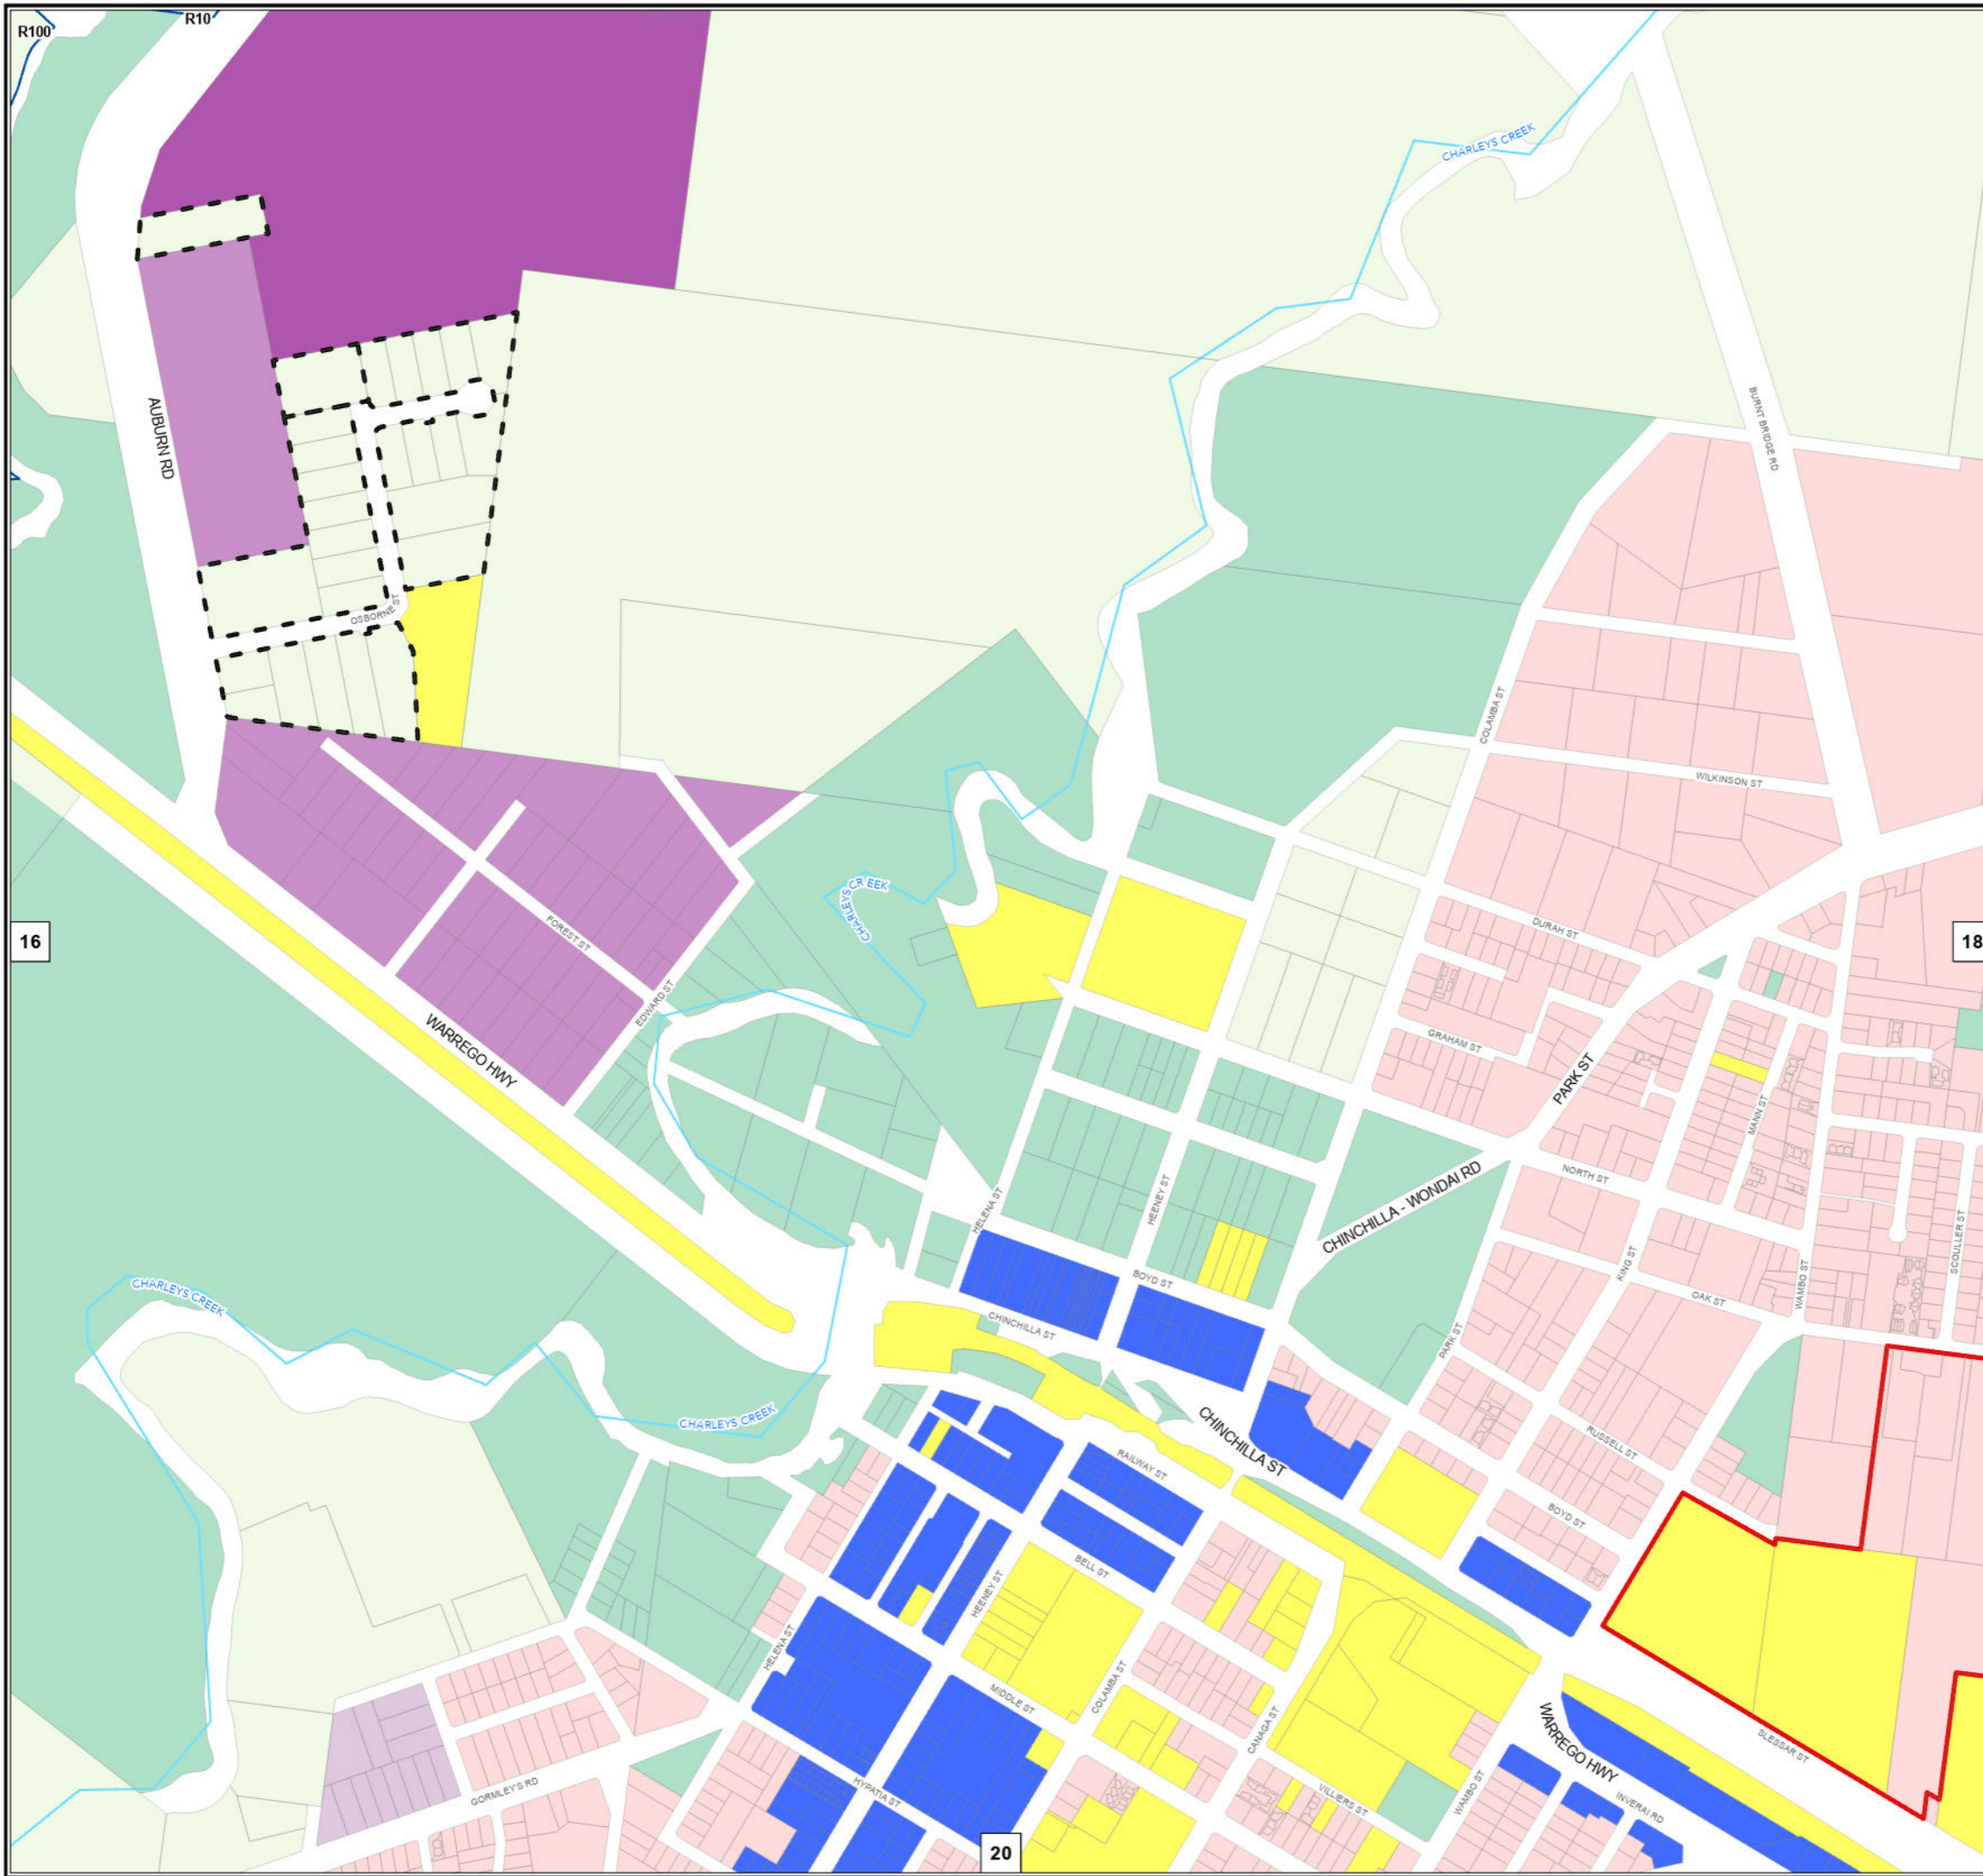 R100
R10
CHARLEYS CREEK
BURNT BRIDGE RD
AUBURN RD
OSBORNE ST
COLAMBA ST
WILKINSON ST
CHARLEYS CREEK
DURAH ST
16
18
FOREST ST
EDWARD ST
WARREGO HWY
GRAHAM ST
PARK ST
MANN ST
NORTH ST
CHINCHILLA - WONDAI RD
HELENA ST
HEENEY ST
SCOULLER ST
KING ST
WAMBO ST
BOYD ST
CHARLEYS CREEK
OAK ST
CHINCHILLA ST
PARK ST
CHARLEYS CREEK
CHINCHILLA ST
RUSSELL ST
RAILWAY ST
BOYD ST
BELL ST
HEENEY ST
HELENA ST
COLAMBA ST
MIDDLE ST
CANAGA ST
WARREGO HWY
SLESSAR ST
GORMLEY'S RD
HYPATIA ST
VILLIERS ST
WAMBO ST
INVERAI RD
20